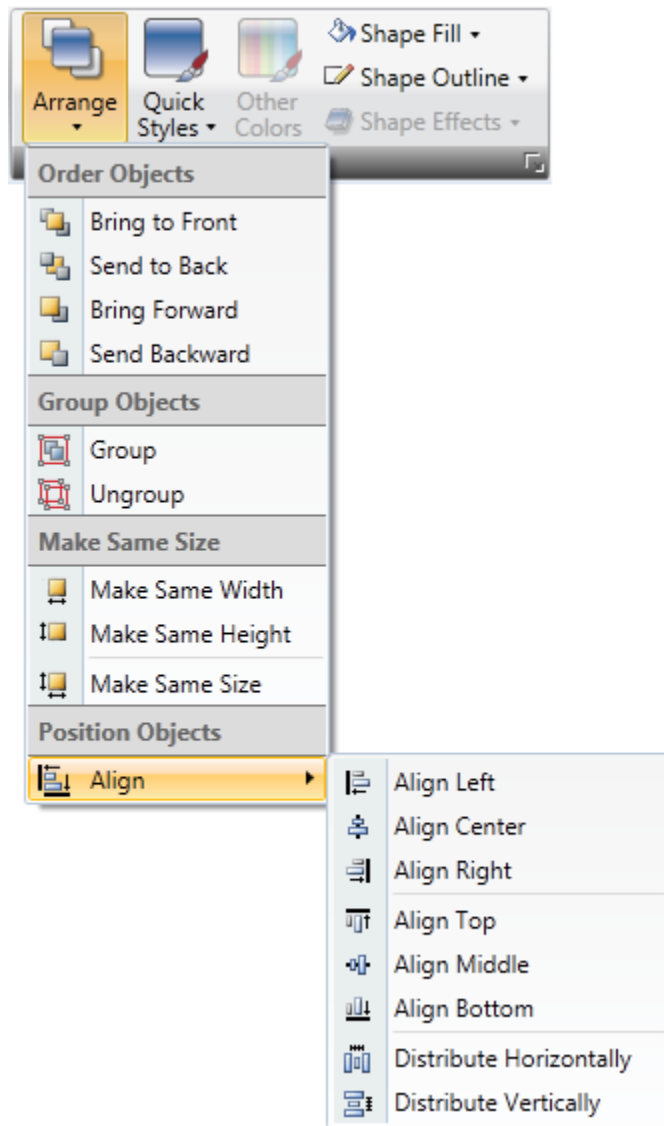 Arrange
Quick
Styles
Other
Colors
Shape Fill
Shape Outline
Shape Effects
Order Objects
Bring to Front
Send to Back
Bring Forward
Send Backward
Group Objects
Group
Ungroup
Make Same Size
Make Same Width
Make Same Height
Make Same Size
Position Objects
Align
Align Left
Align Center
Align Right
Align Top
Align Middle
Align Bottom
Distribute Horizontally
Distribute Vertically